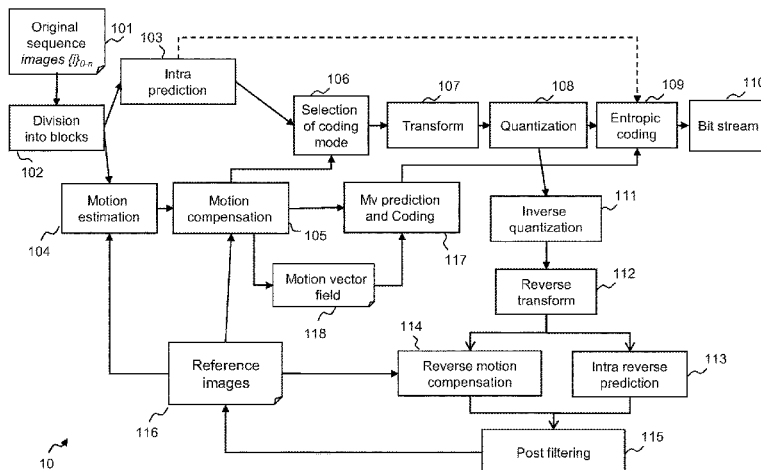 Original
sequence
images {i}0-n
101
103
Intra
prediction
106
Selection
of coding
mode
107
Transform
108
Quantization
109
Entropic
coding
110
Bit stream
Division
into blocks
102
Motion
estimation
104
Motion
compensation
105
Mv prediction
and Coding
117
Inverse
quantization
111
Motion vector
field
118
Reverse
transform
112
114
Reference
images
116
Reverse motion
compensation
Intra reverse
prediction
113
10
Post filtering
115